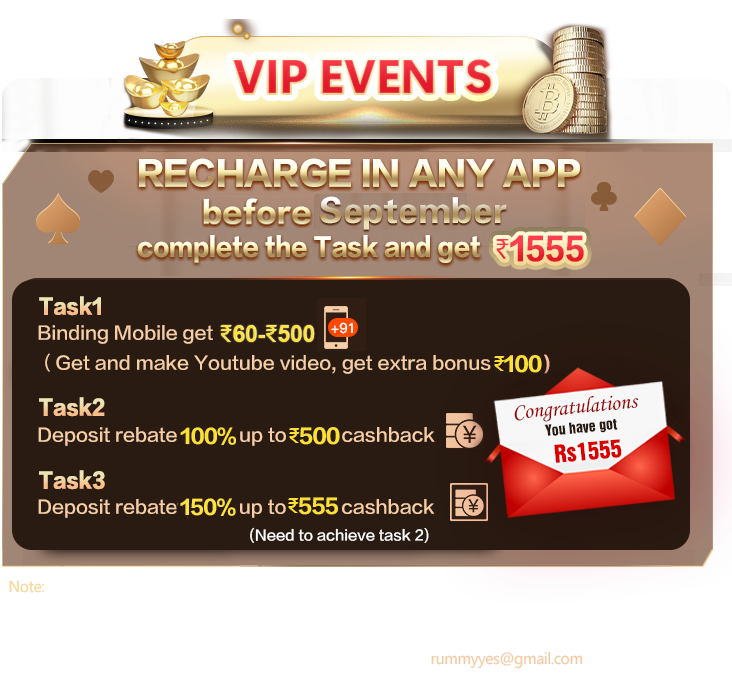 VIP EVENTS
RECHARGE IN ANY APP
before September
complete the Task and get ₹1555
Task1
Binding Mobile get ₹60-₹500 +91
( Get and make Youtube video, get extra bonus ₹100)
Task2
Deposit rebate 100% up to ₹500 cashback
Task3
Deposit rebate 150% up to ₹555 cashback
(Need to achieve task 2)
Congratulations
You have got
Rs1555
Note:
rummyyes@gmail.com